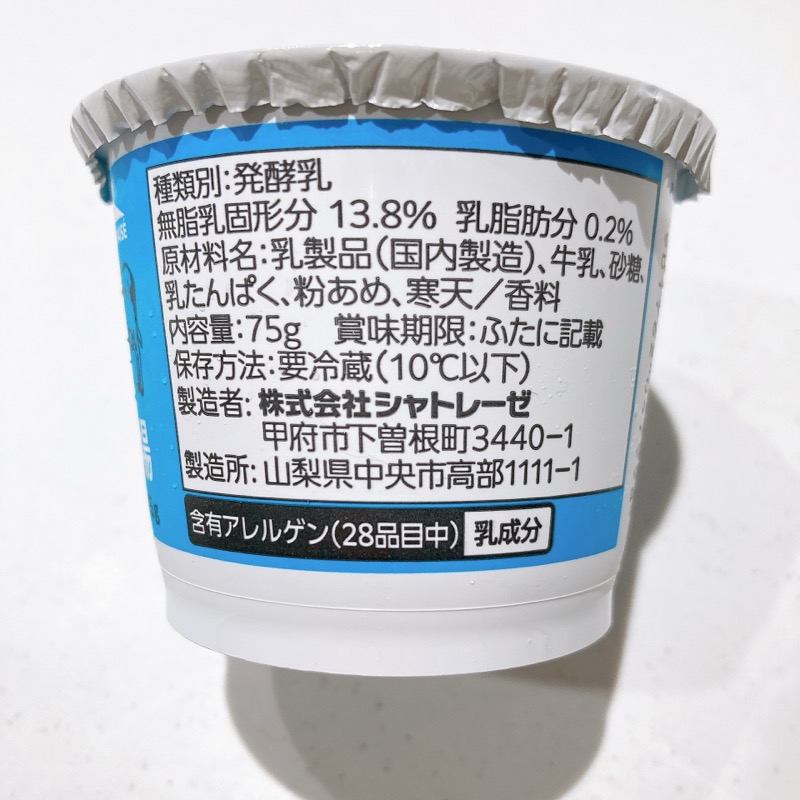 種類別:発酵乳
無脂乳固形分 13.8% 乳脂肪分 0.2%
原材料名:乳製品(国内製造)、牛乳、砂糖、
乳たんぱく、粉あめ、寒天/香料
内容量:75g 賞味期限:ふたに記載
保存方法:要冷蔵(10℃以下)
製造者:株式会社シャトレーゼ
甲府市下曽根町3440-1
製造所:山梨県中央市高部1111-1
含有アレルゲン(28品目中) 乳成分